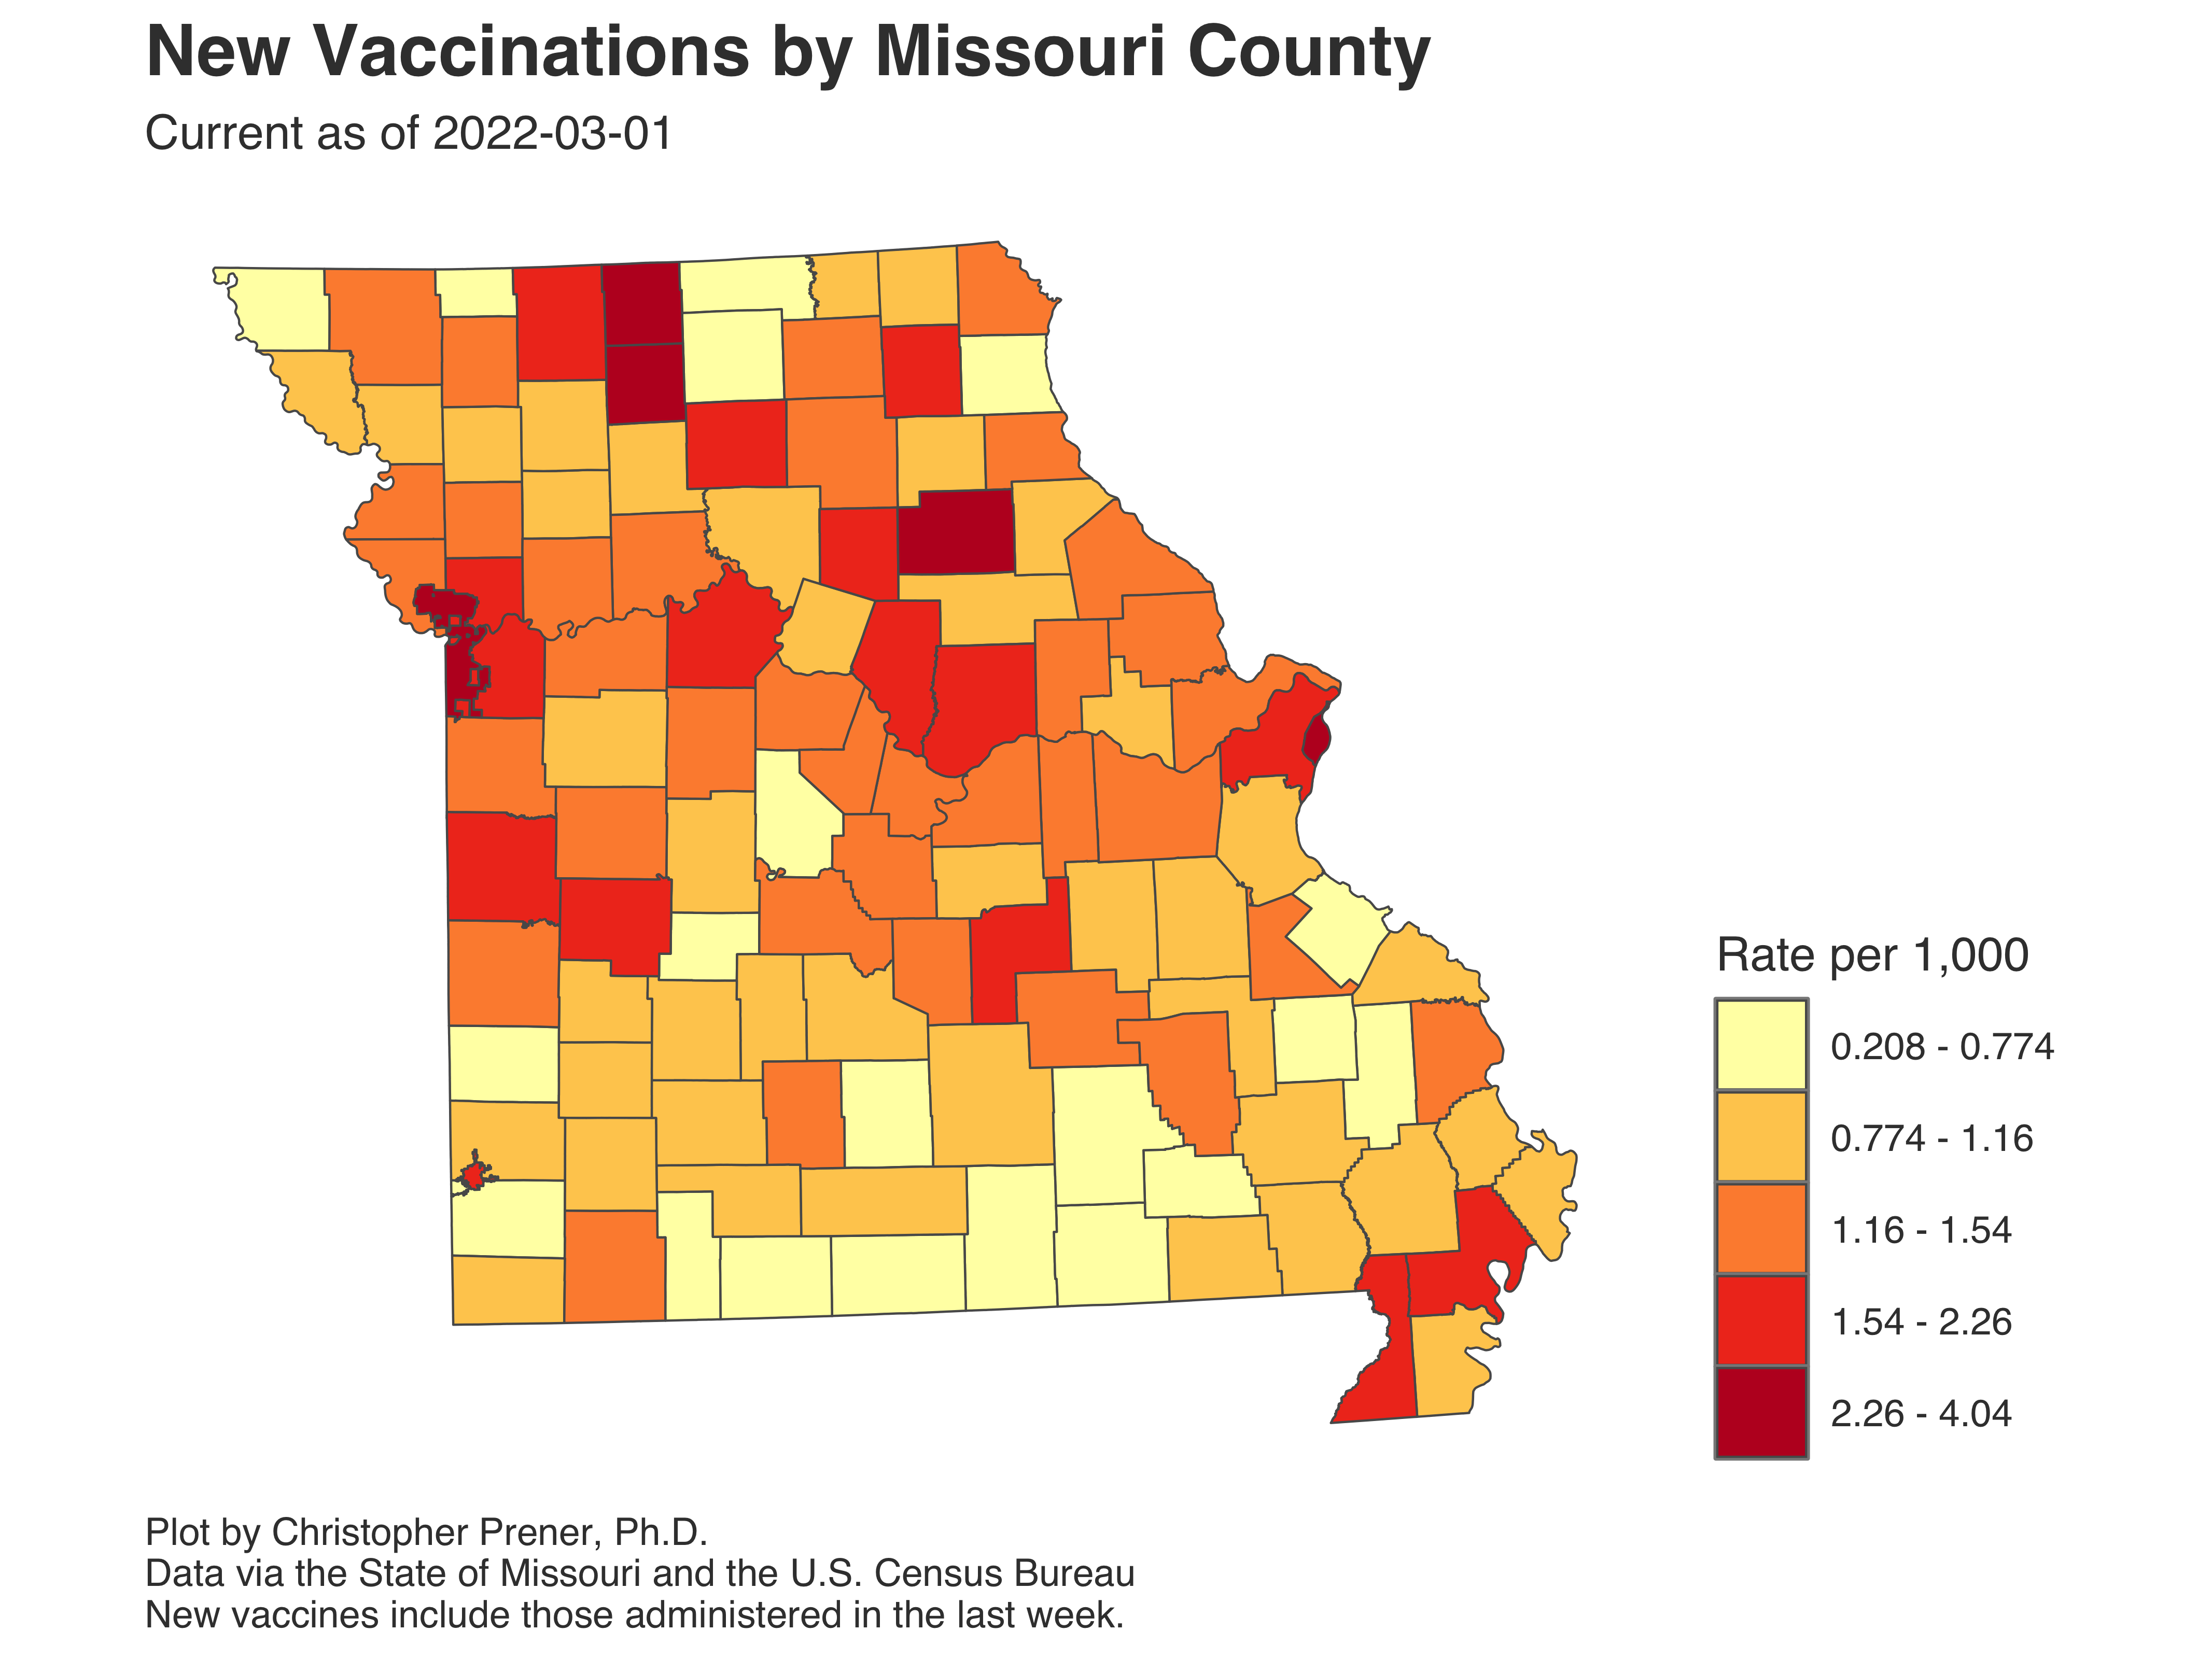 New Vaccinations by Missouri County
Current as of 2022-03-01
Rate per 1,000
0.208 - 0.774
0.774 - 1.16
1.16 - 1.54
1.54 - 2.26
2.26 - 4.04
Plot by Christopher Prener, Ph.D.
Data via the State of Missouri and the U.S. Census Bureau
New vaccines include those administered in the last week.